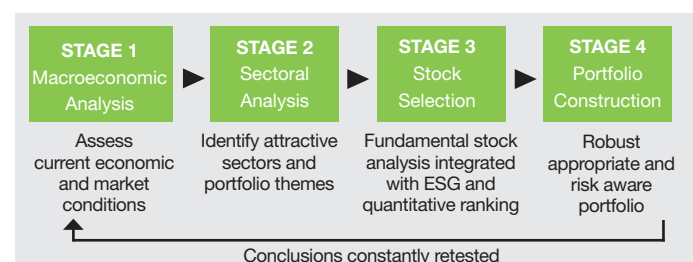 STAGE 1
Macroeconomic
Analysis
Assess
current economic
and market
conditions
STAGE 2
Sectoral
Analysis
Identify attractive
sectors and
portfolio themes
STAGE 3
Stock
Selection
Fundamental stock
analysis integrated
with ESG and
quantitative ranking
STAGE 4
Portfolio
Construction
Robust
appropriate and
risk aware
portfolio
Conclusions constantly retested